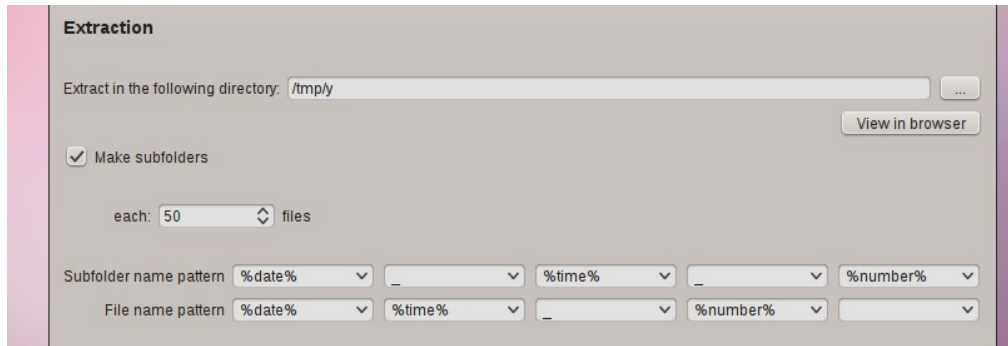 Extraction
Extract in the following directory: /tmp/y ...
View in browser
Make subfolders
each: 50 files
Subfolder name pattern %date% _ %time% _ %number%
File name pattern %date% %time% _ %number%